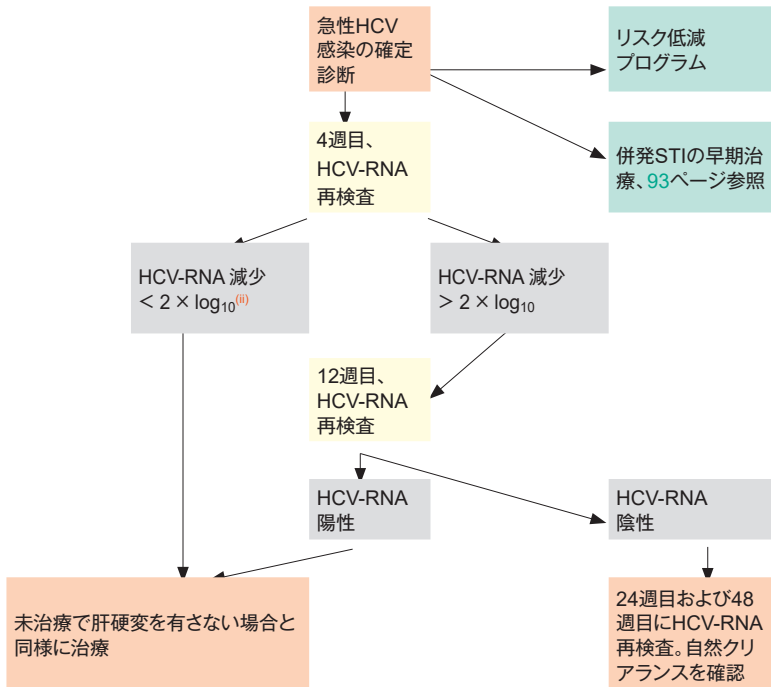 急性HCV
感染の確定
診断
リスク低減
プログラム
4週目、
HCV-RNA
再検査
併発STIの早期治
療、93ページ参照
HCV-RNA 減少
< 2 × log₁₀⁽ⁱⁱ⁾
HCV-RNA 減少
> 2 × log₁₀
12週目、
HCV-RNA
再検査
HCV-RNA
陽性
HCV-RNA
陰性
未治療で肝硬変を有さない場合と
同様に治療
24週目および48
週目にHCV-RNA
再検査。自然クリ
アランスを確認